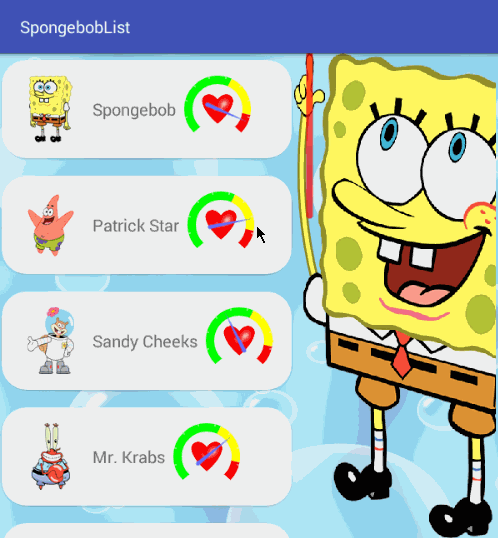 SpongebobList
Spongebob
Patrick Star
Sandy Cheeks
Mr. Krabs